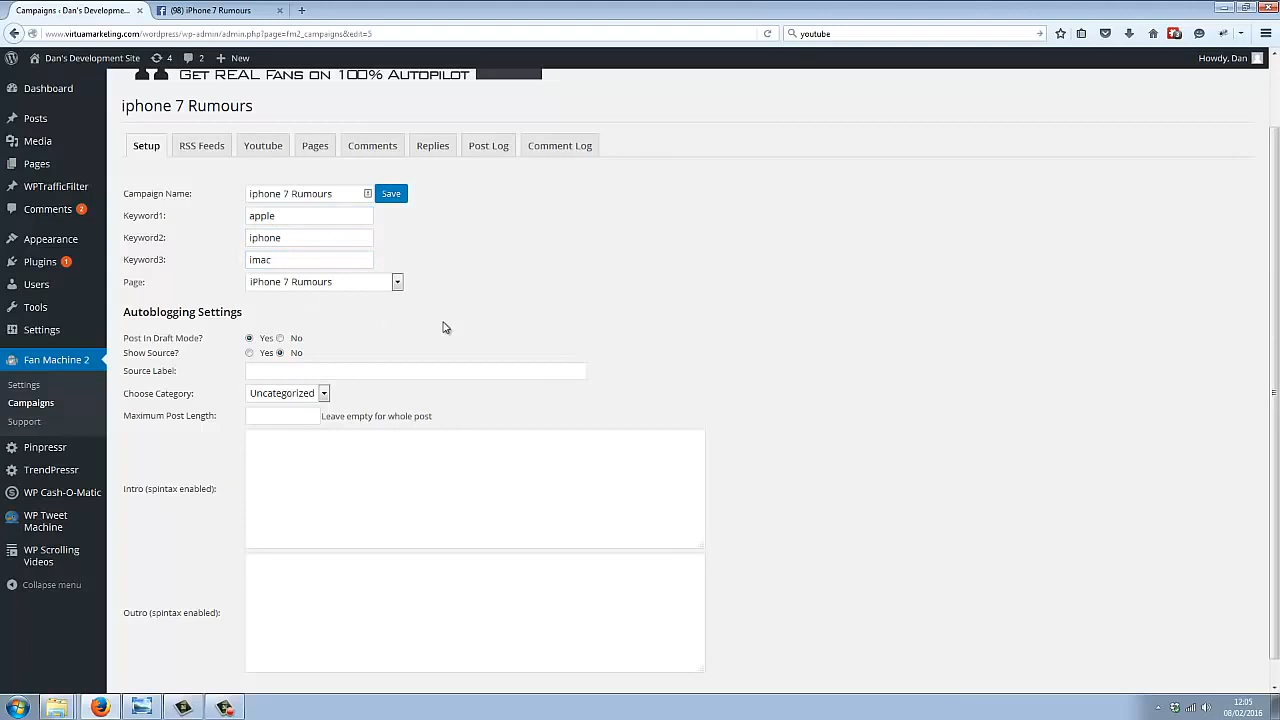 Campaigns ‹ Dan's Developmen... ×
(98) iPhone 7 Rumours ×
+
www.virtuamarketing.com/wordpress/wp-admin/admin.php?page=fm2_campaigns&edit=5
youtube
Dan's Development Site
4
2
+ New
Howdy, Dan
GET REAL FANS ON 100% AUTOPILOT
iphone 7 Rumours
Dashboard
Posts
Media
Pages
WPTrafficFilter
Comments 2
Appearance
Plugins 1
Users
Tools
Settings
Fan Machine 2
Settings
Campaigns
Support
Pinpressr
TrendPressr
WP Cash-O-Matic
WP Tweet
Machine
WP Scrolling
Videos
Collapse menu
Setup
RSS Feeds
Youtube
Pages
Comments
Replies
Post Log
Comment Log
Campaign Name: iphone 7 Rumours Save
Keyword1: apple
Keyword2: iphone
Keyword3: imac
Page: iPhone 7 Rumours
Autoblogging Settings
Post In Draft Mode? Yes No
Show Source? Yes No
Source Label:
Choose Category: Uncategorized
Maximum Post Length: Leave empty for whole post
Intro (spintax enabled):
Outro (spintax enabled):
12:05
08/02/2016